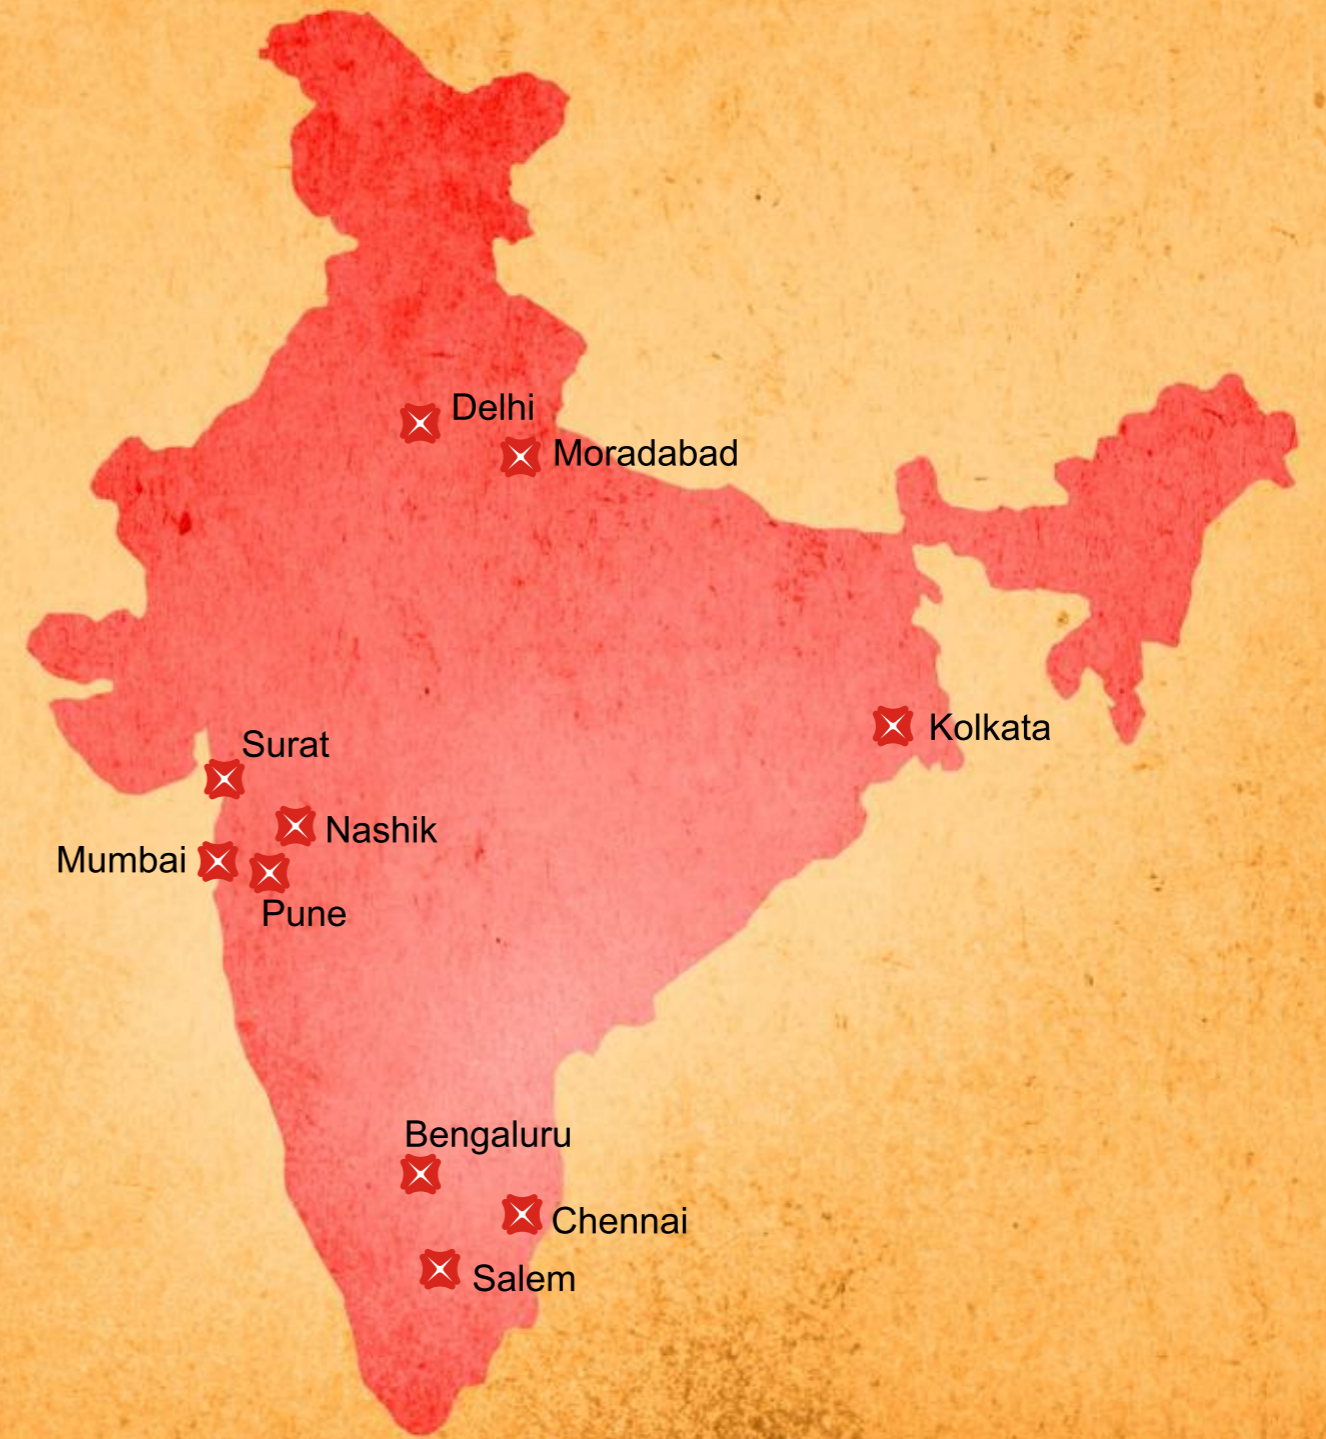 Delhi
Moradabad
Kolkata
Surat
Nashik
Mumbai
Pune
Bengaluru
Chennai
Salem